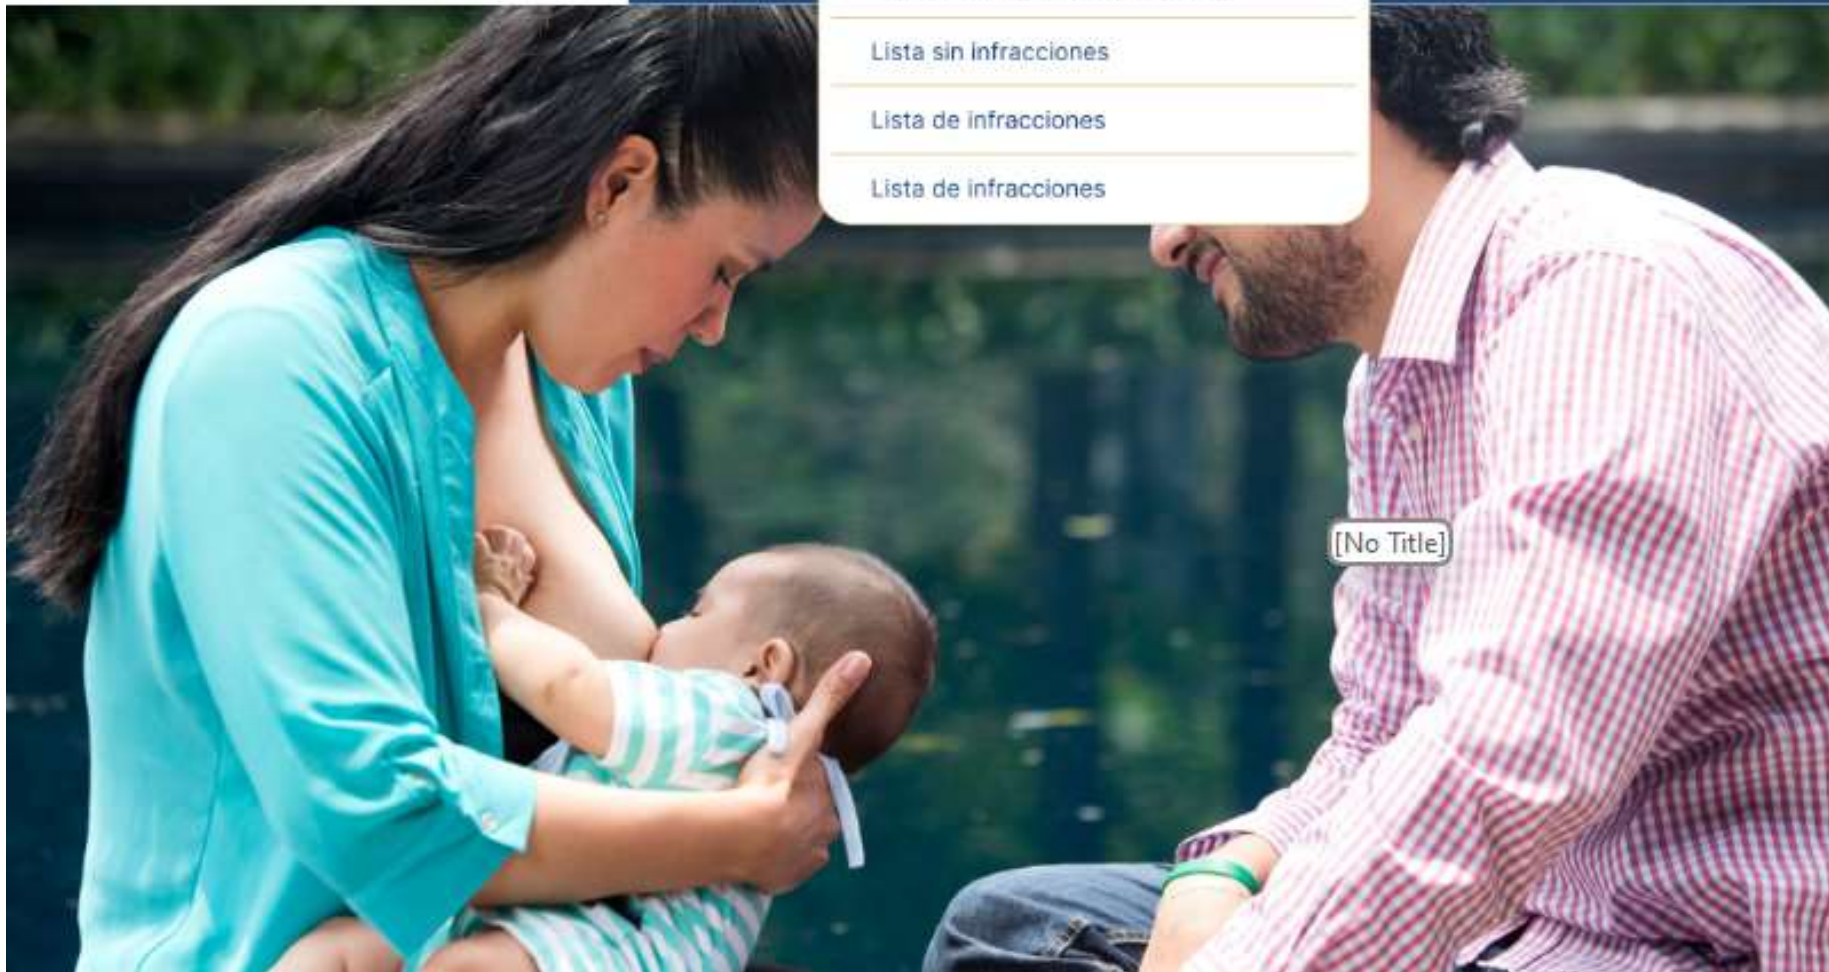 Lista sin infracciones
Lista de infracciones
Lista de infracciones
[No Title]